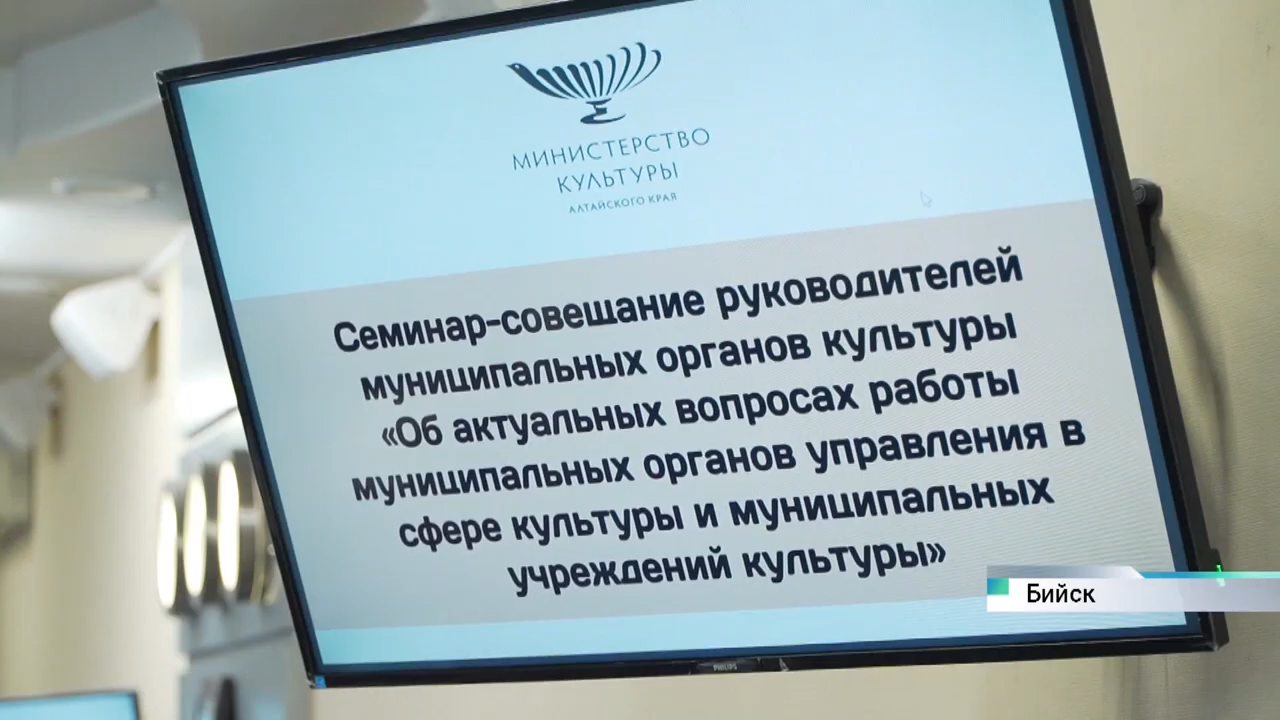 МИНИСТЕРСТВО
КУЛЬТУРЫ
АЛТАЙСКОГО КРАЯ
Семинар-совещание руководителей
муниципальных органов культуры
«Об актуальных вопросах работы
муниципальных органов управления в
сфере культуры и муниципальных
учреждений культуры»
Бийск
PHILIPS